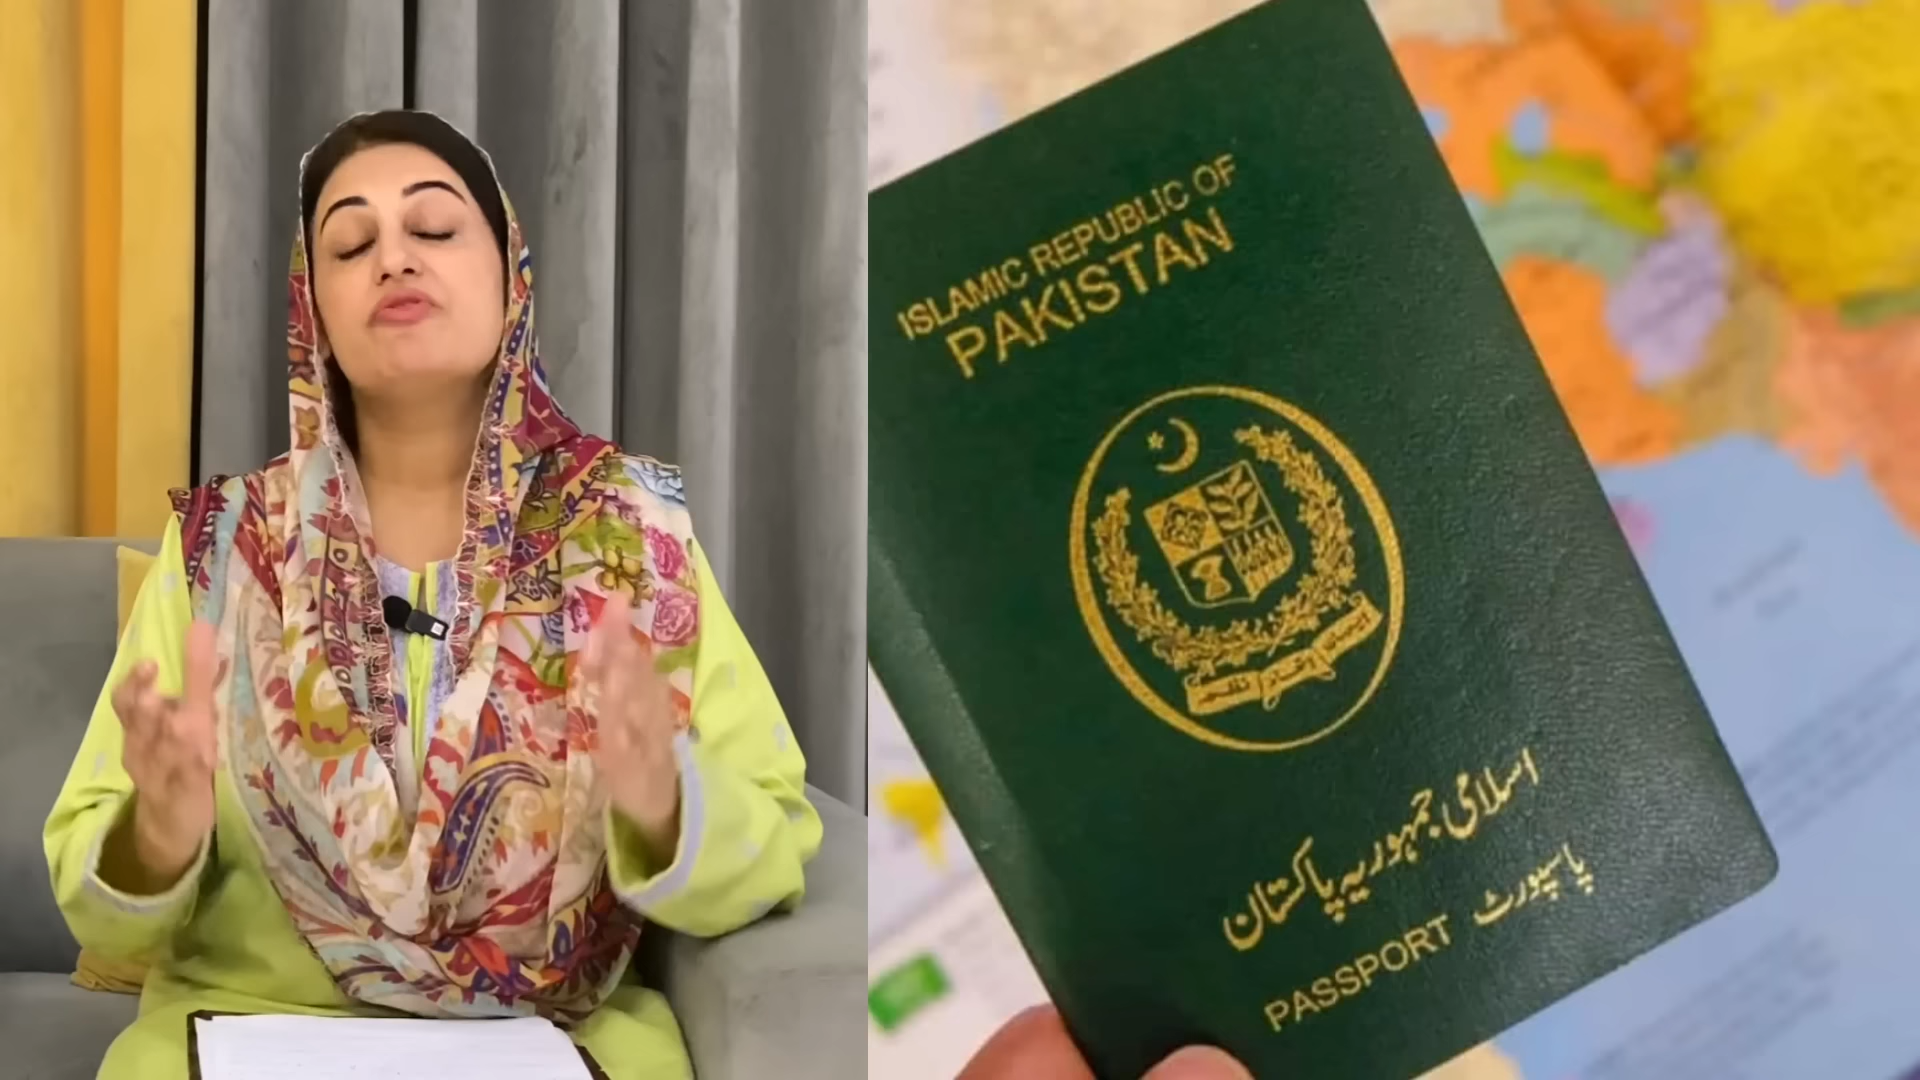 ISLAMIC REPUBLIC OF
PAKISTAN
اسلامی جمہوریہ پاکستان
PASSPORT پاسپورٹ